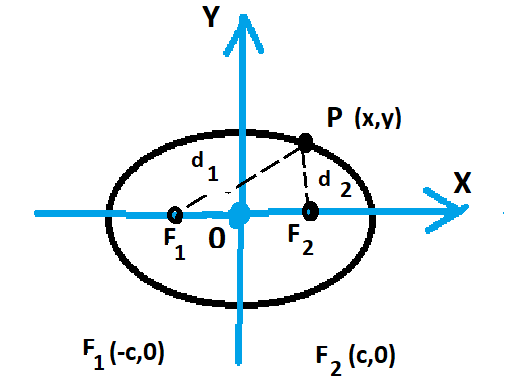 Y
P (x,y)
d1
d2
X
F1
0
F2
F1(-c,0)
F2(c,0)